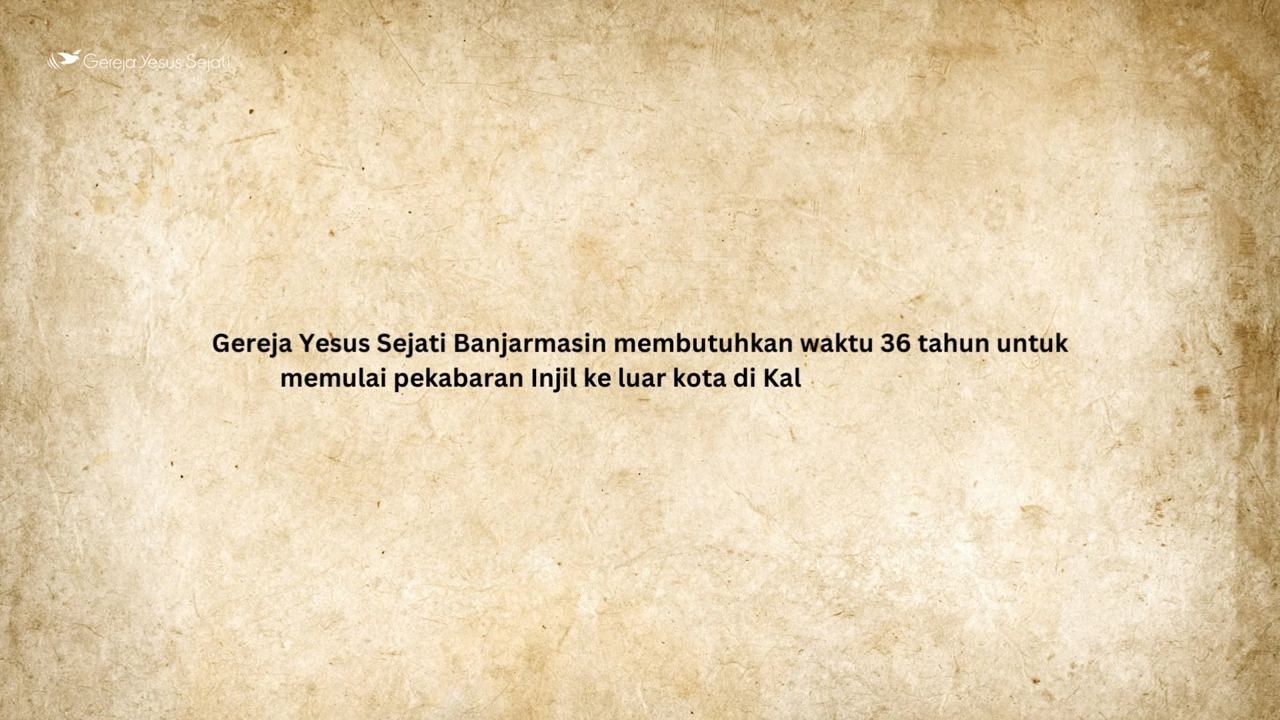 Gereja Yesus Sejati
Gereja Yesus Sejati Banjarmasin membutuhkan waktu 36 tahun untuk
memulai pekabaran Injil ke luar kota di Kal